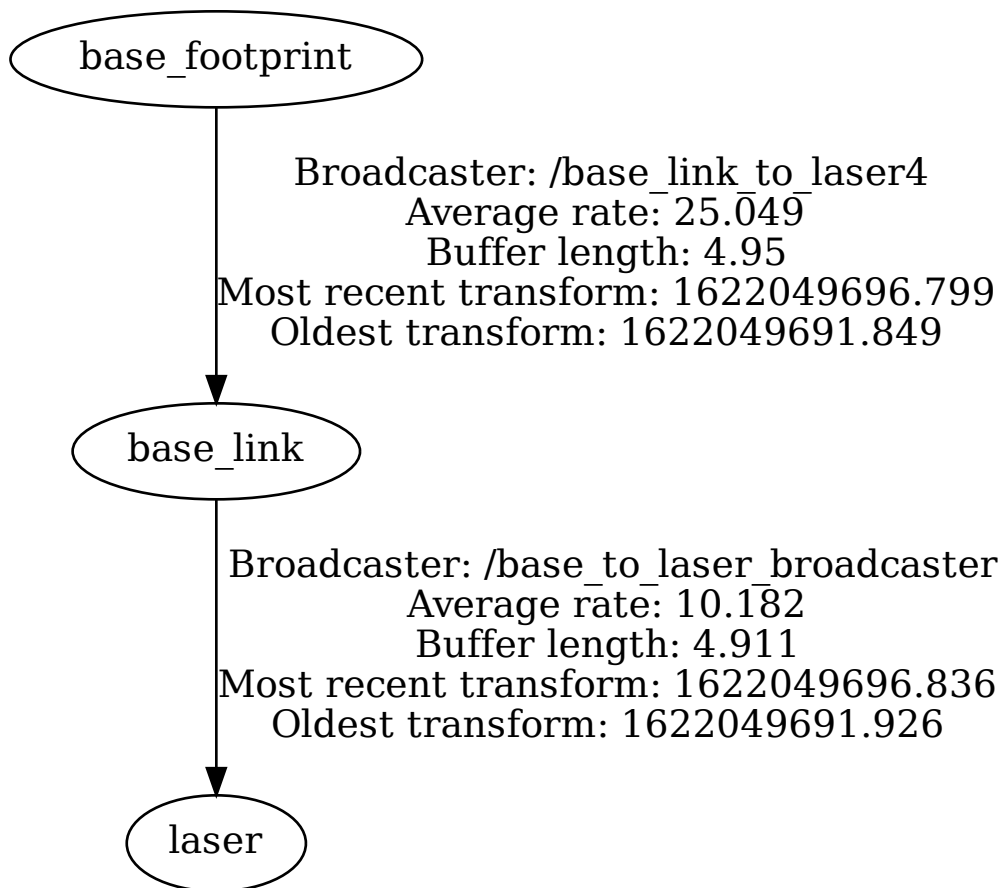 base_footprint
Broadcaster: /base_link_to_laser4
Average rate: 25.049
Buffer length: 4.95
Most recent transform: 1622049696.799
Oldest transform: 1622049691.849
base_link
Broadcaster: /base_to_laser_broadcaster
Average rate: 10.182
Buffer length: 4.911
Most recent transform: 1622049696.836
Oldest transform: 1622049691.926
laser